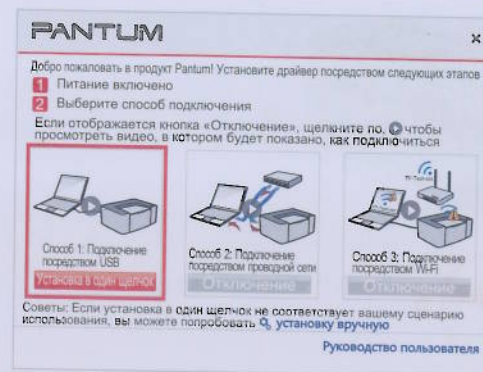 PANTUM
Добро пожаловать в продукт Pantum! Установите драйвер посредством следующих этапов
1 Питание включено
2 Выберите способ подключения
Если отображается кнопка «Отключение», щелкните по. чтобы
просмотреть видео, в котором будет показано, как подключиться
Способ 1: Подключение
посредством USB
Установка в один щелчок
Способ 2: Подключение
посредством проводной сети
Отключение
Способ 3: Подключение
посредством Wi-Fi
Отключение
Советы: Если установка в один щелчок не соответствует вашему сценарию
использования, вы можете попробовать установку вручную
Руководство пользователя